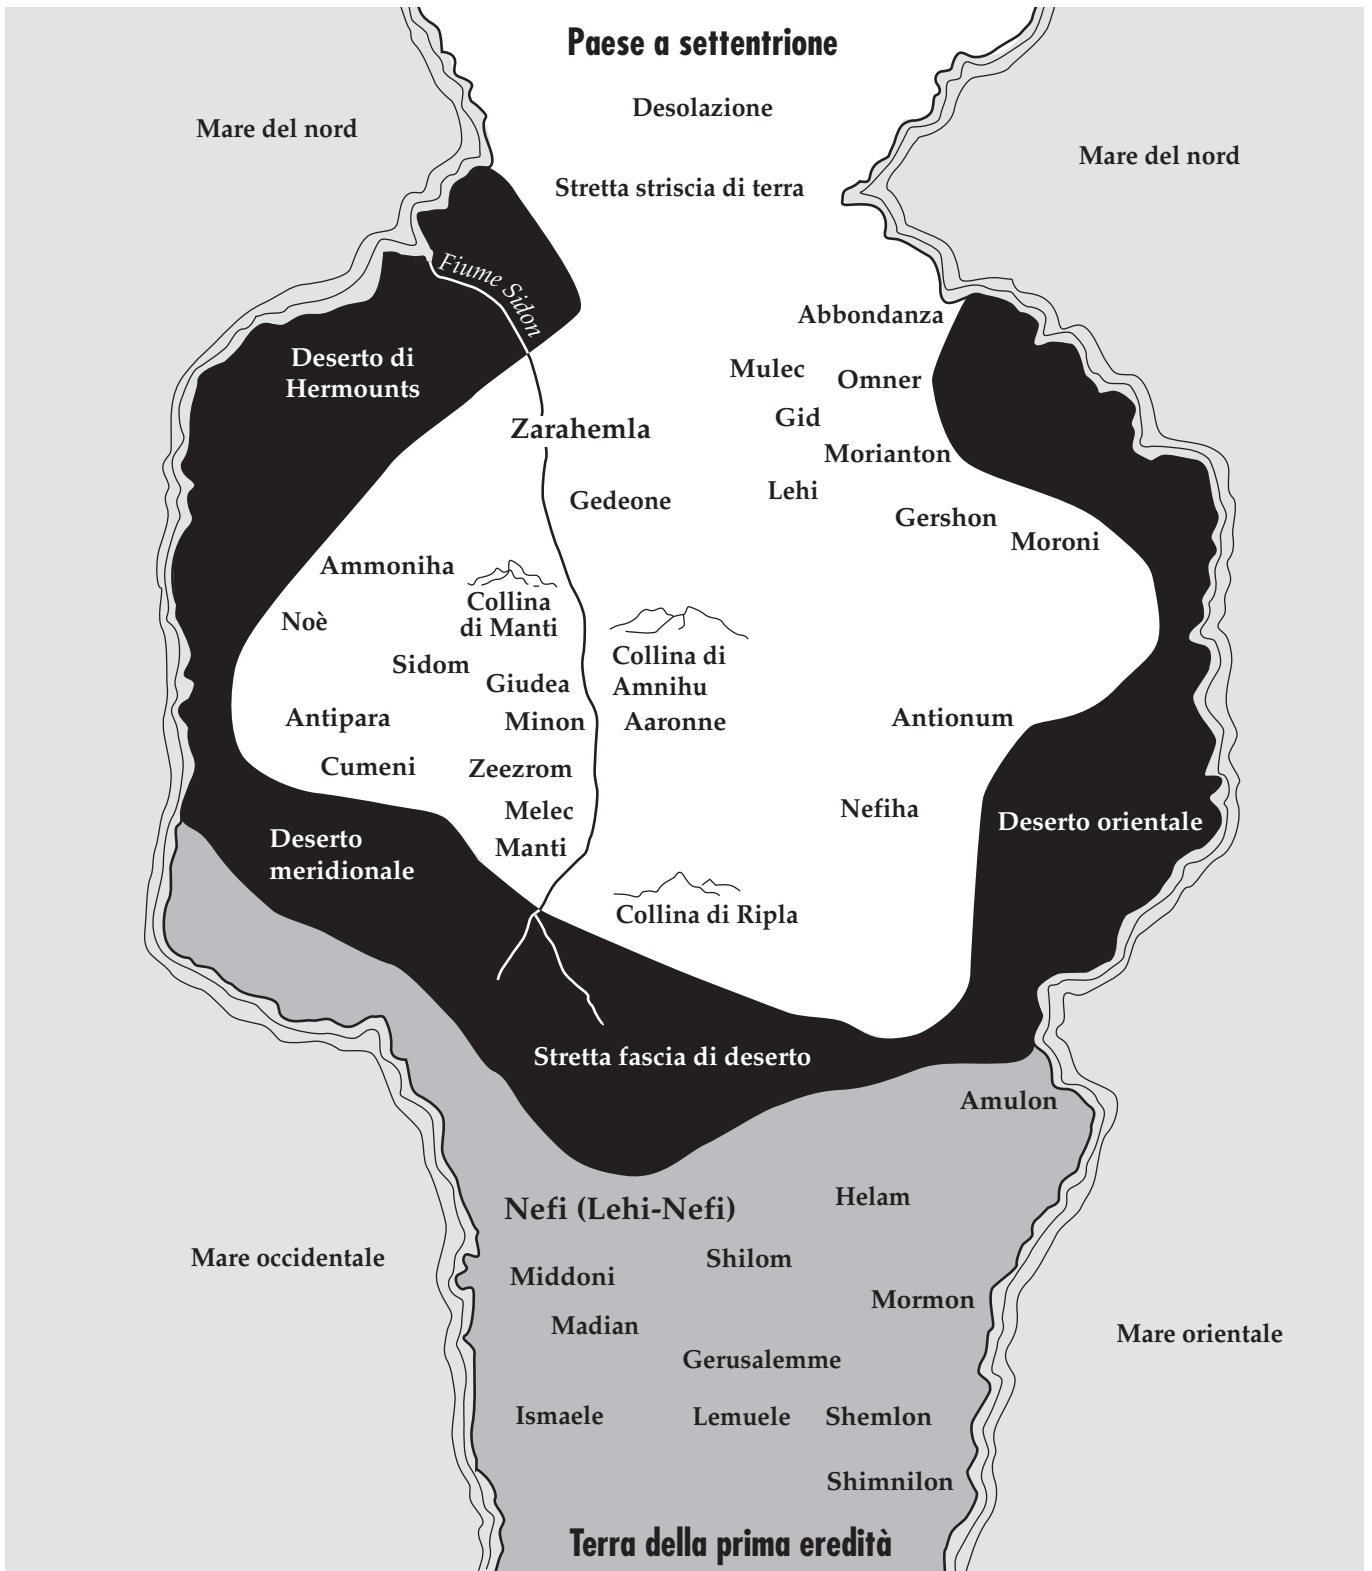 Paese a settentrione
Desolazione
Mare del nord
Mare del nord
Stretta striscia di terra
Fiume Sidon
Abbondanza
Deserto di
Hermounts
Mulec
Omner
Gid
Zarahemla
Morianton
Lehi
Gedeone
Gershon
Moroni
Ammoniha
Collina
di Manti
Noè
Collina di
Amnihu
Sidom
Giudea
Antipara
Minon
Aaronne
Antionum
Cumeni
Zeezrom
Melec
Nefiha
Deserto orientale
Deserto
meridionale
Manti
Collina di Ripla
Stretta fascia di deserto
Amulon
Helam
Nefi (Lehi-Nefi)
Mare occidentale
Shilom
Middoni
Mormon
Madian
Mare orientale
Gerusalemme
Ismaele
Lemuele
Shemlon
Shimnilon
Terra della prima eredità